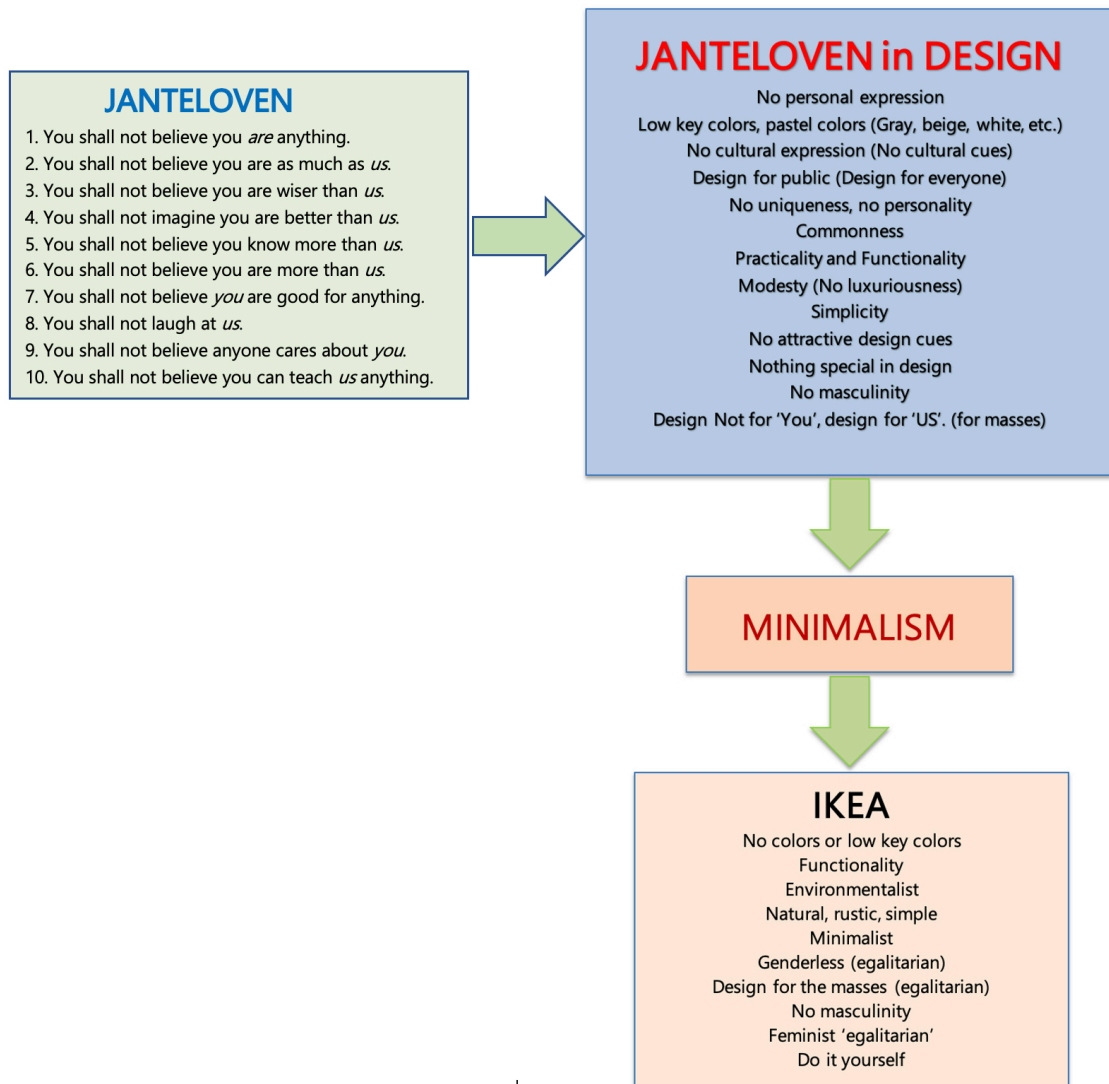 JANTELOVEN
1. You shall not believe you are anything.
2. You shall not believe you are as much as us.
3. You shall not believe you are wiser than us.
4. You shall not imagine you are better than us.
5. You shall not believe you know more than us.
6. You shall not believe you are more than us.
7. You shall not believe you are good for anything.
8. You shall not laugh at us.
9. You shall not believe anyone cares about you.
10. You shall not believe you can teach us anything.
JANTELOVEN in DESIGN
No personal expression
Low key colors, pastel colors (Gray, beige, white, etc.)
No cultural expression (No cultural cues)
Design for public (Design for everyone)
No uniqueness, no personality
Commonness
Practicality and Functionality
Modesty (No luxuriousness)
Simplicity
No attractive design cues
Nothing special in design
No masculinity
Design Not for ‘You’, design for ‘US’. (for masses)
MINIMALISM
IKEA
No colors or low key colors
Functionality
Environmentalist
Natural, rustic, simple
Minimalist
Genderless (egalitarian)
Design for the masses (egalitarian)
No masculinity
Feminist ‘egalitarian’
Do it yourself